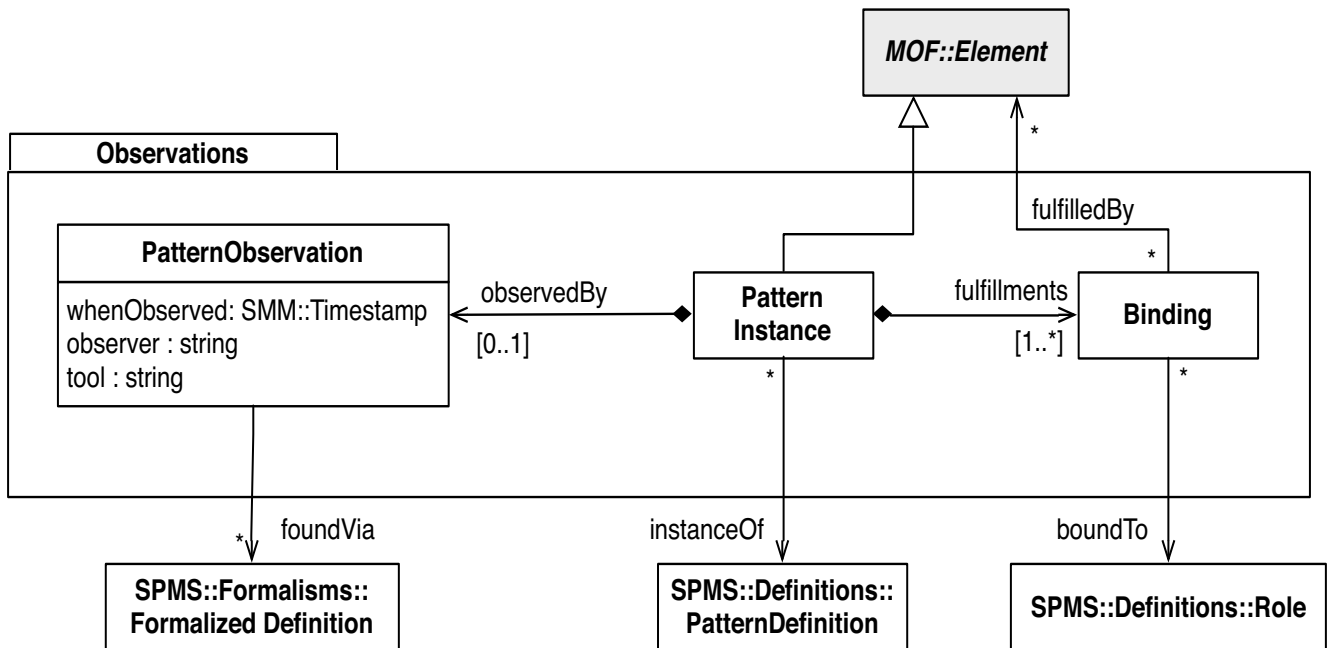 MOF::Element
*
Observations
fulfilledBy
*
PatternObservation
whenObserved: SMM::Timestamp
observer : string
tool : string
observedBy
[0..1]
Pattern
Instance
*
fulfillments
[1..*]
Binding
*
foundVia
*
instanceOf
boundTo
SPMS::Formalisms::
Formalized Definition
SPMS::Definitions::
PatternDefinition
SPMS::Definitions::Role